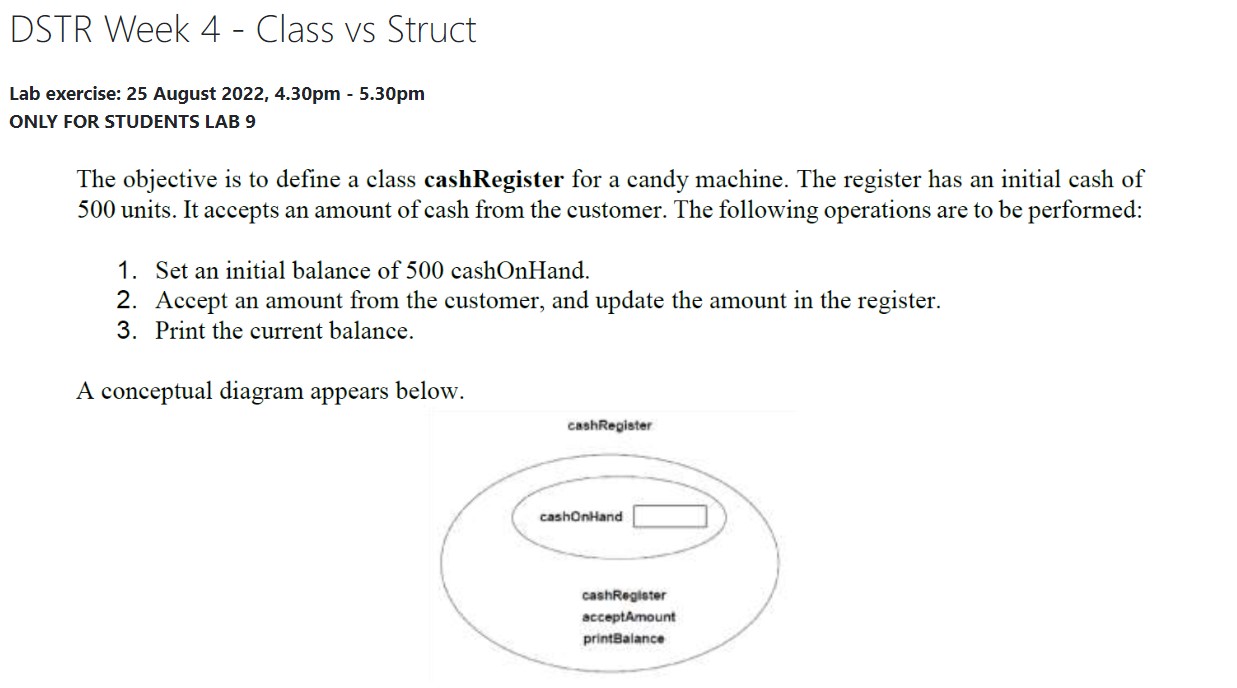 DSTR Week 4 - Class vs Struct
Lab exercise: 25 August 2022, 4.30pm - 5.30pm
ONLY FOR STUDENTS LAB 9
The objective is to define a class cashRegister for a candy machine. The register has an initial cash of
500 units. It accepts an amount of cash from the customer. The following operations are to be performed:
1. Set an initial balance of 500 cashOnHand.
2. Accept an amount from the customer, and update the amount in the register.
3. Print the current balance.
A conceptual diagram appears below.
cashRegister
cashOnHand
cashRegister
acceptAmount
printBalance